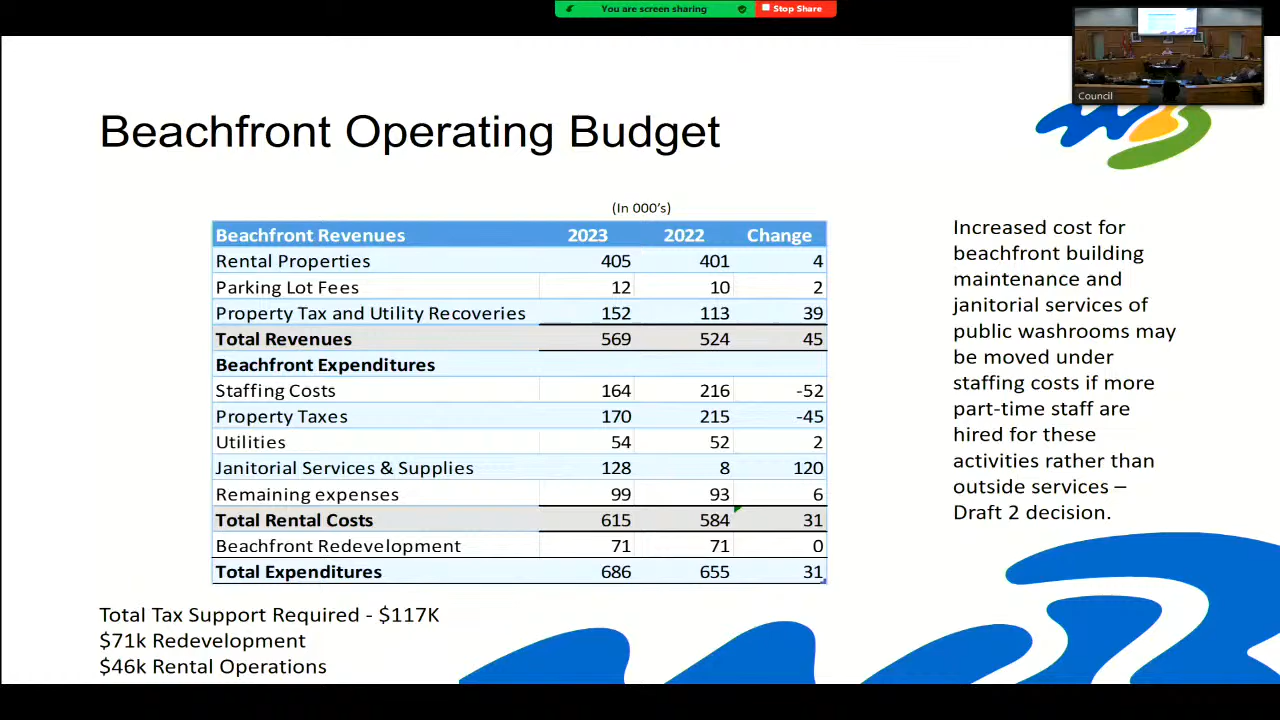 You are screen sharing Stop Share
Council
Beachfront Operating Budget
(In 000's)
Beachfront Revenues 2023 2022 Change
Rental Properties 405 401 4
Parking Lot Fees 12 10 2
Property Tax and Utility Recoveries 152 113 39
Total Revenues 569 524 45
Beachfront Expenditures
Staffing Costs 164 216 -52
Property Taxes 170 215 -45
Utilities 54 52 2
Janitorial Services & Supplies 128 8 120
Remaining expenses 99 93 6
Total Rental Costs 615 584 31
Beachfront Redevelopment 71 71 0
Total Expenditures 686 655 31
Increased cost for
beachfront building
maintenance and
janitorial services of
public washrooms may
be moved under
staffing costs if more
part-time staff are
hired for these
activities rather than
outside services –
Draft 2 decision.
Total Tax Support Required - $117K
$71k Redevelopment
$46k Rental Operations